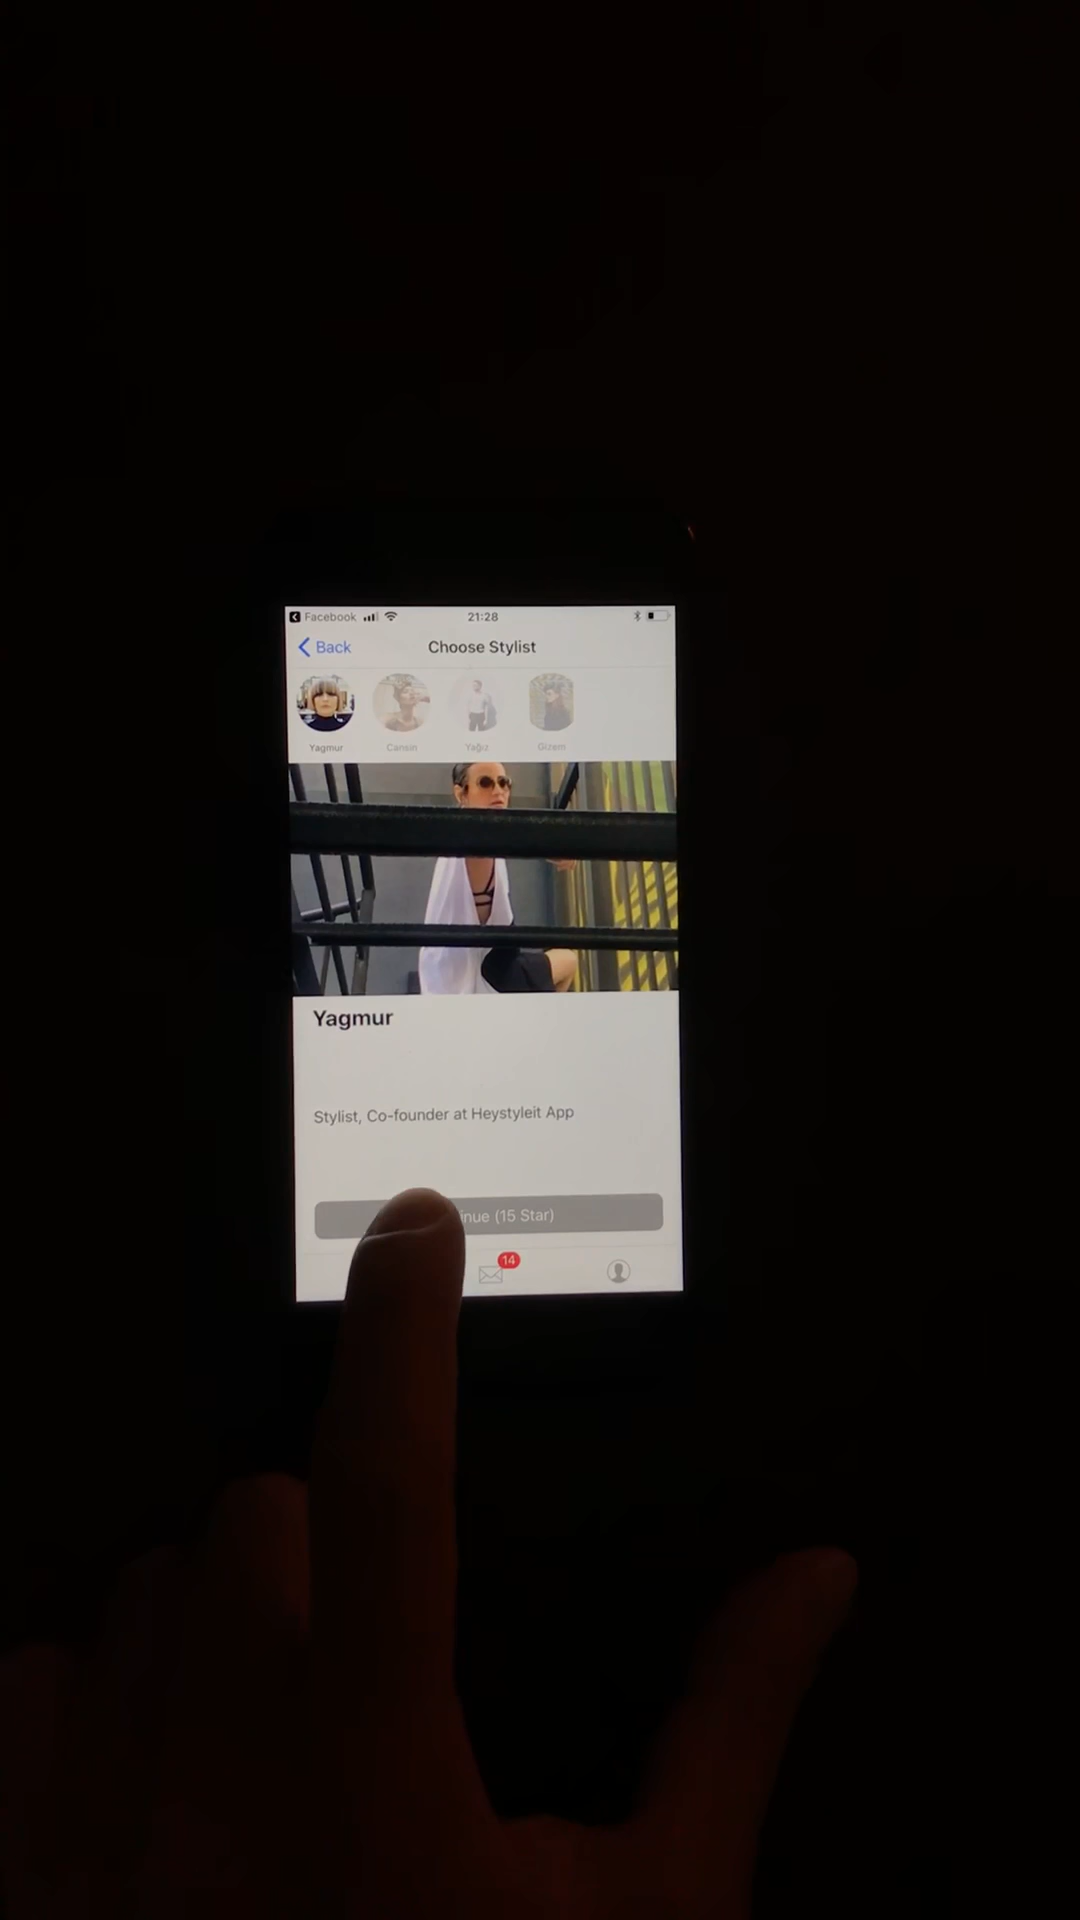 Facebook 21:28
Back Choose Stylist
Yagmur Cansın Yağız Gizem
Yagmur
Stylist, Co-founder at Heystyleit App
inue (15 Star)
14